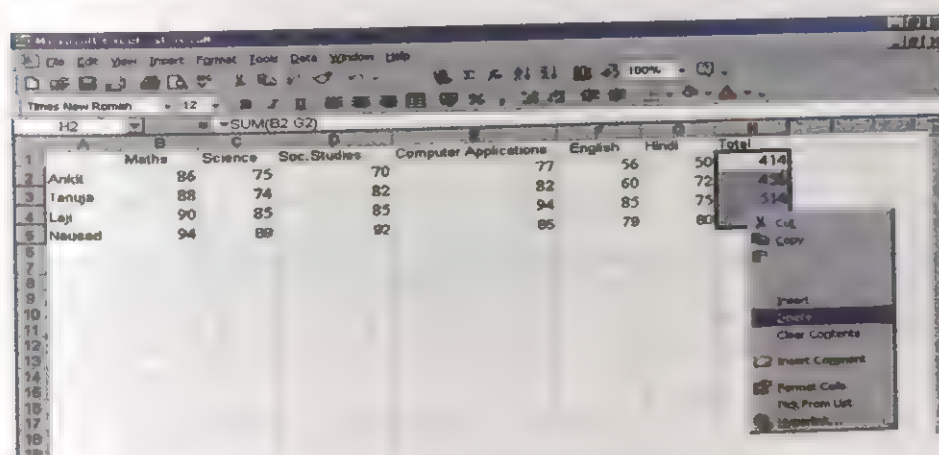 Microsoft Excel
File Edit View Insert Format Tools Data Window Help
100%
Times New Roman 12
H2 =SUM(B2 G2)
A B C D E F G H
1 Maths Science Soc.Studies Computer Applications English Hindi Total
2 Ankit 86 75 70 77 56 50 414
3 Tanuja 88 74 82 82 60 72
4 Laji 90 85 85 94 85 75 514
5 Nausad 94 89 92 85 79 80
6
7
8
9
10
11
12
13
14
15
16
17
18
19
Cut
Copy
Insert
Delete
Clear Contents
Insert Comment
Format Cells
Pick From List
Hyperlink...